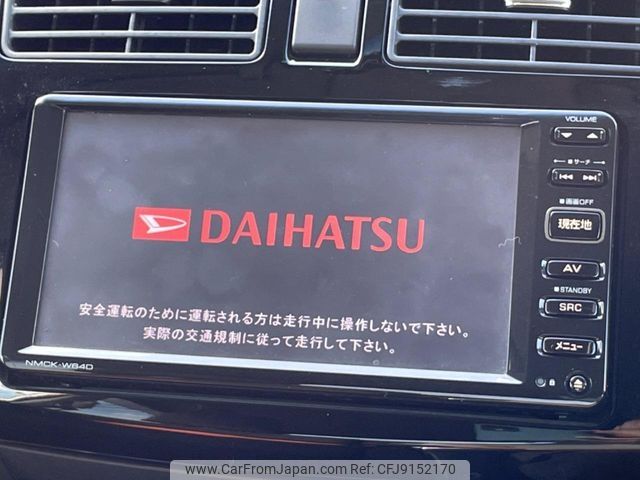 VOLUME
サーチ
画面OFF
現在地
AV
STANDBY
SRC
メニュー
DAIHATSU
安全運転のために運転される方は走行中に操作しないで下さい。
実際の交通規制に従って走行して下さい。
NMCK-W64D
www.CarFromJapan.com | Car ID: CFJ9152170